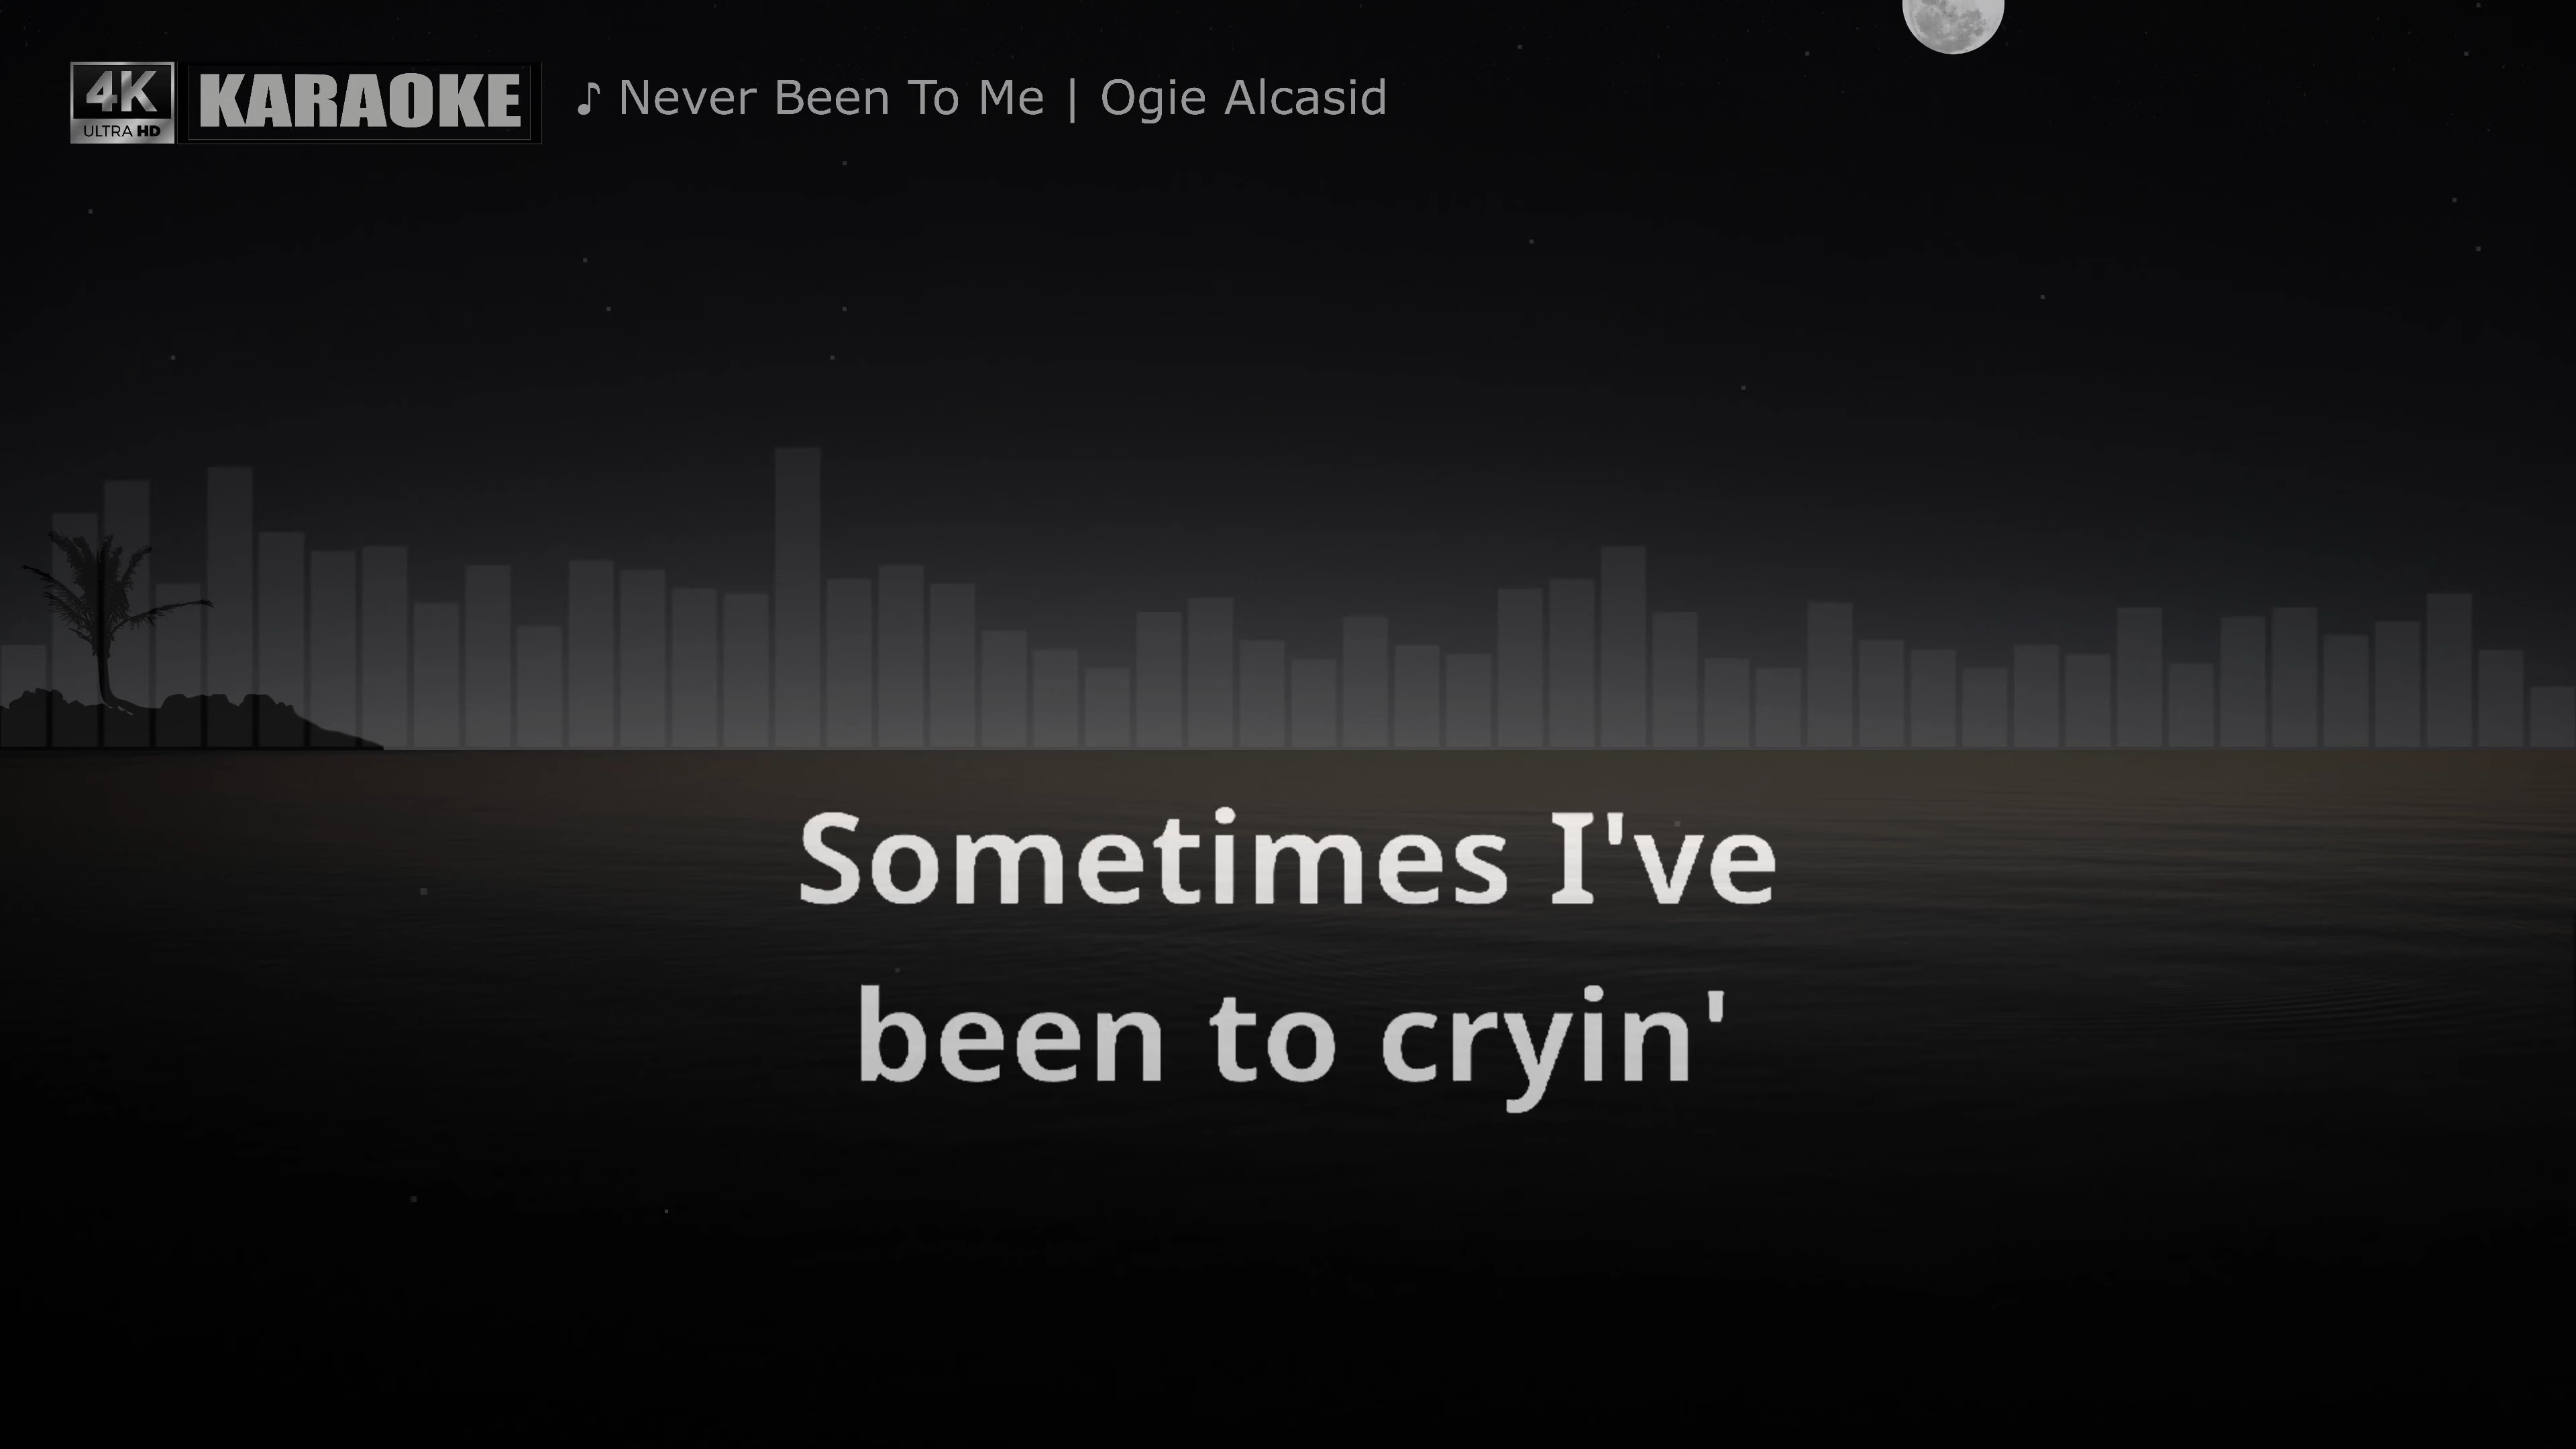 4K
ULTRA HD
KARAOKE
♪ Never Been To Me | Ogie Alcasid
Sometimes I've
been to cryin'